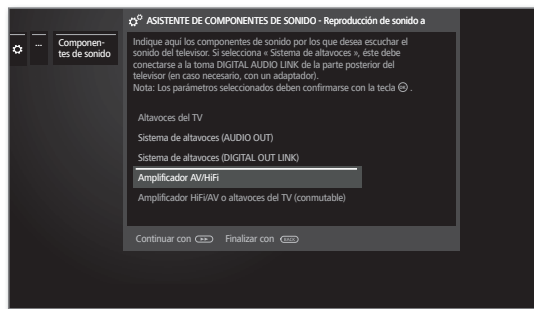 ASISTENTE DE COMPONENTES DE SONIDO - Reproducción de sonido a
...
Componen-
tes de sonido
Indique aquí los componentes de sonido por los que desea escuchar el
sonido del televisor. Si selecciona « Sistema de altavoces », éste debe
conectarse a la toma DIGITAL AUDIO LINK de la parte posterior del
televisor (en caso necesario, con un adaptador).
Nota: Los parámetros seleccionados deben confirmarse con la tecla OK .
Altavoces del TV
Sistema de altavoces (AUDIO OUT)
Sistema de altavoces (DIGITAL OUT LINK)
Amplificador AV/HiFi
Amplificador HiFi/AV o altavoces del TV (conmutable)
Continuar con Finalizar con EXIT